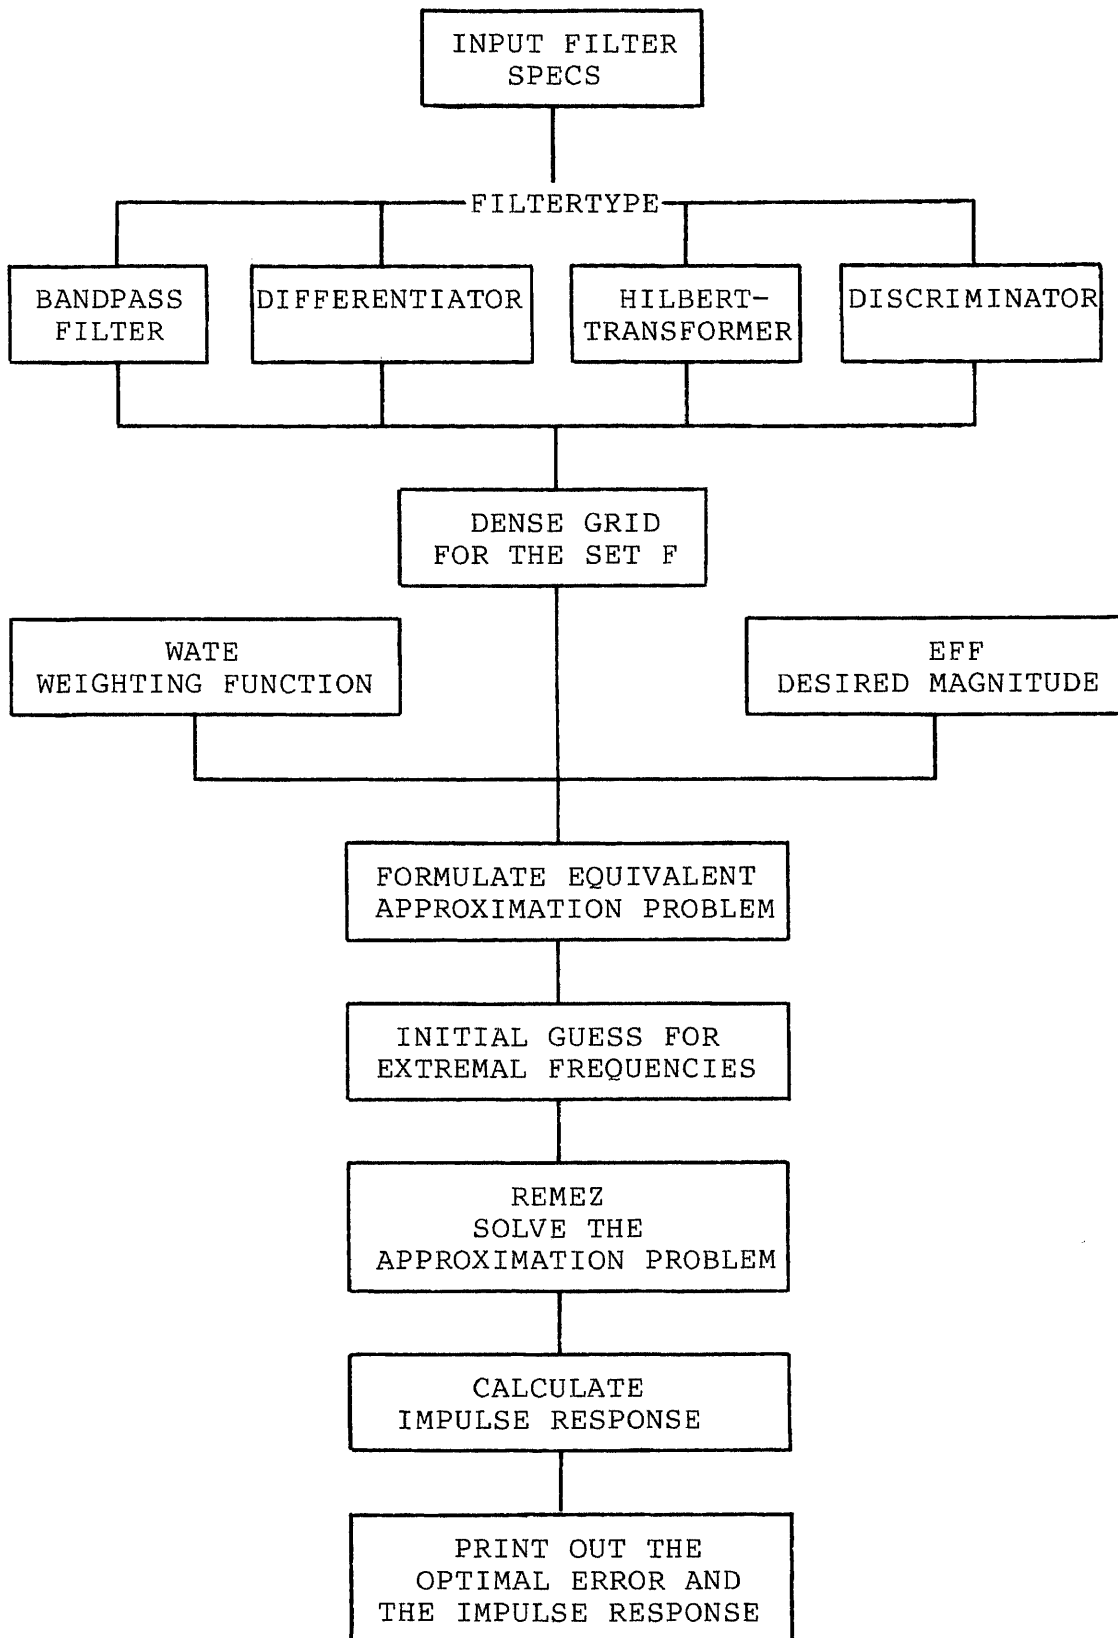 INPUT FILTER
SPECS
FILTERTYPE
BANDPASS
FILTER
DIFFERENTIATOR
HILBERT-
TRANSFORMER
DISCRIMINATOR
DENSE GRID
FOR THE SET F
WATE
WEIGHTING FUNCTION
EFF
DESIRED MAGNITUDE
FORMULATE EQUIVALENT
APPROXIMATION PROBLEM
INITIAL GUESS FOR
EXTREMAL FREQUENCIES
REMEZ
SOLVE THE
APPROXIMATION PROBLEM
CALCULATE
IMPULSE RESPONSE
PRINT OUT THE
OPTIMAL ERROR AND
THE IMPULSE RESPONSE